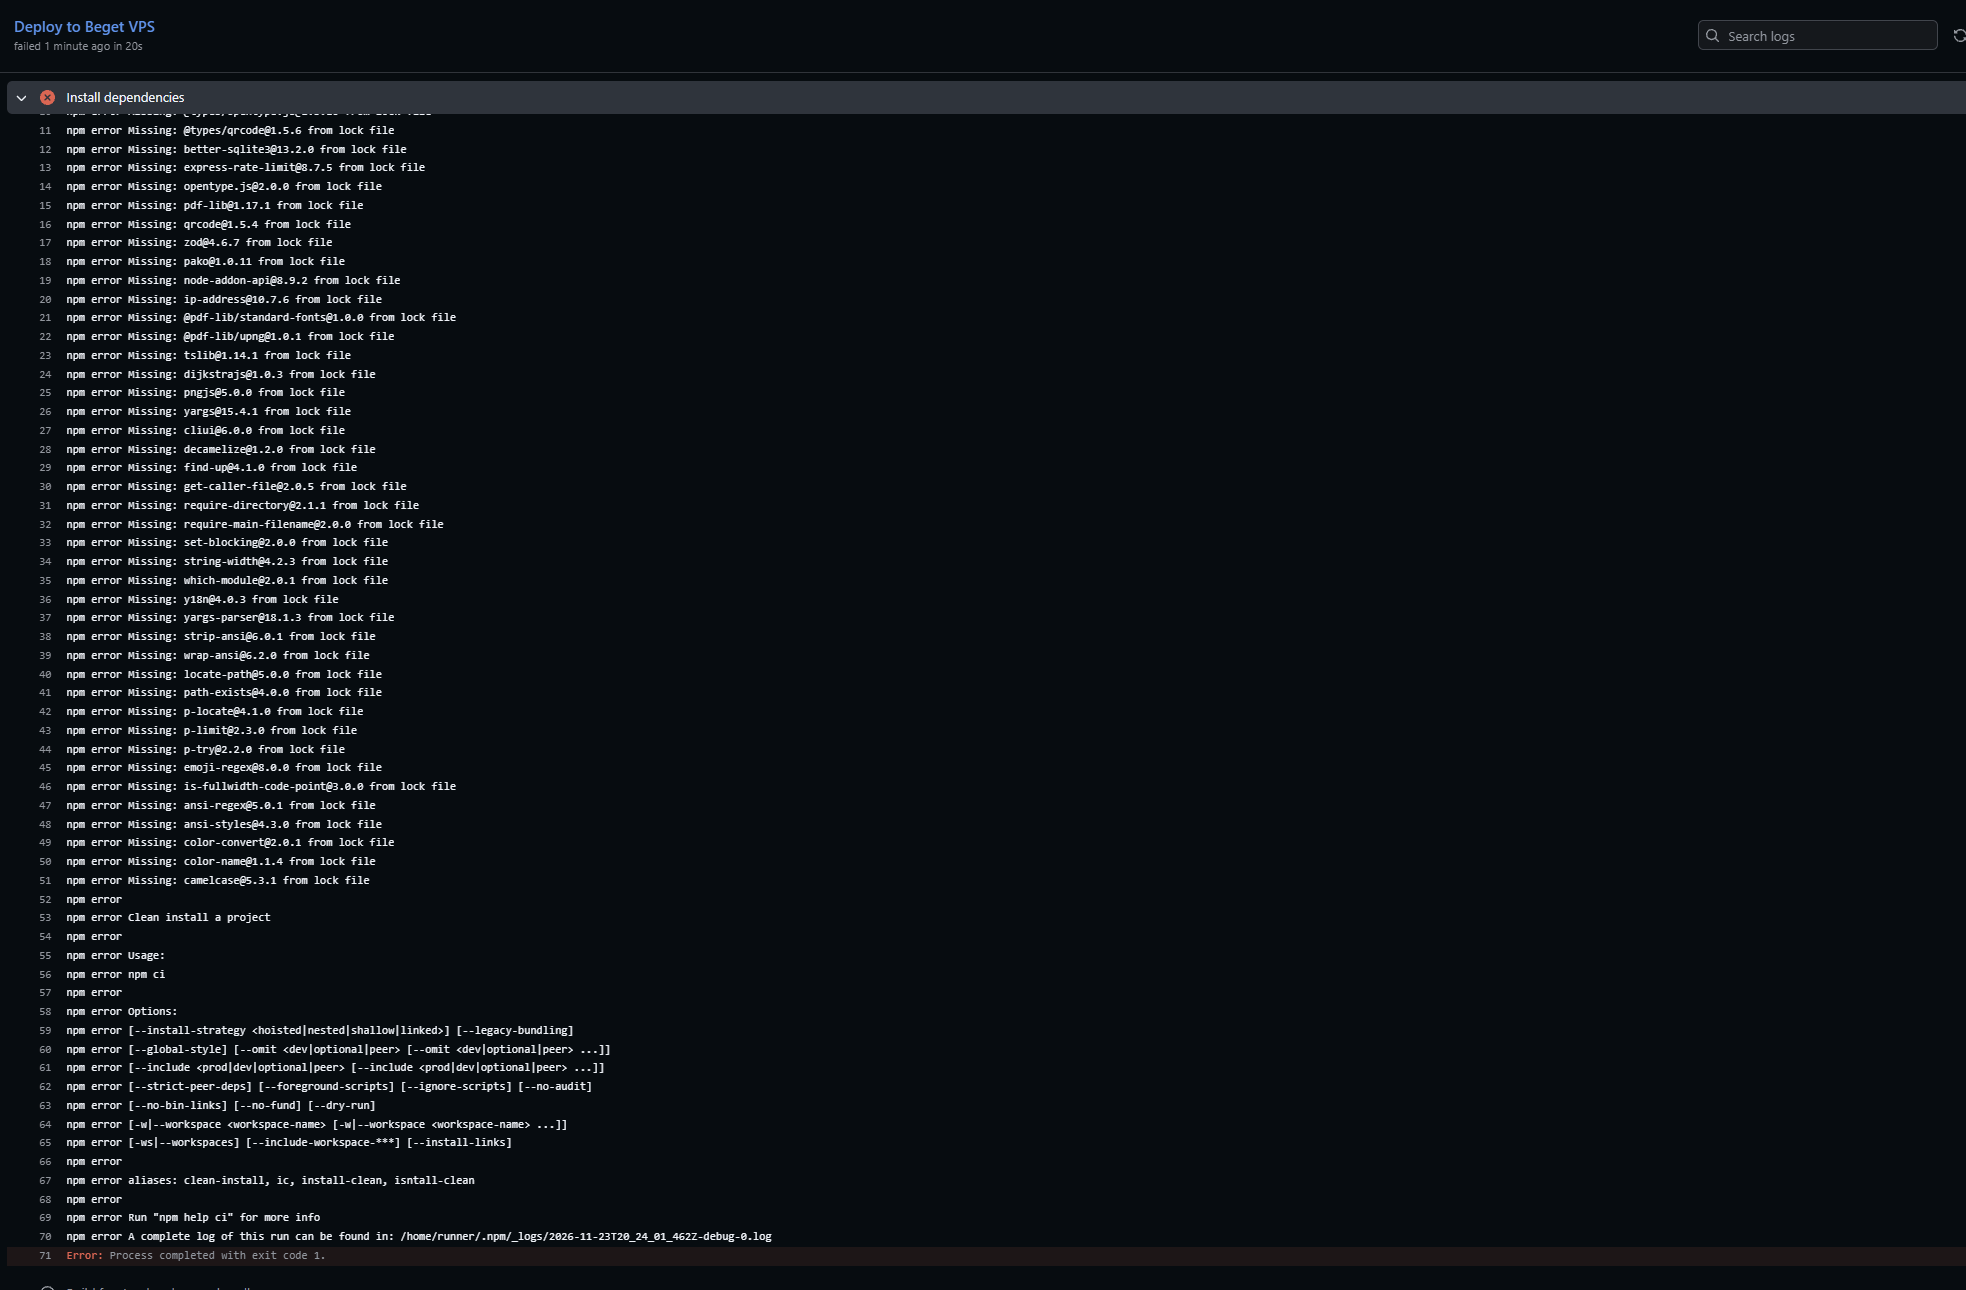 Deploy to Beget VPS
failed 1 minute ago in 20s
Search logs
Install dependencies
11 npm error Missing: @types/qrcode@1.5.6 from lock file
12 npm error Missing: better-sqlite3@13.2.0 from lock file
13 npm error Missing: express-rate-limit@8.7.5 from lock file
14 npm error Missing: opentype.js@2.0.0 from lock file
15 npm error Missing: pdf-lib@1.17.1 from lock file
16 npm error Missing: qrcode@1.5.4 from lock file
17 npm error Missing: zod@4.6.7 from lock file
18 npm error Missing: pako@1.0.11 from lock file
19 npm error Missing: node-addon-api@8.9.2 from lock file
20 npm error Missing: ip-address@10.7.6 from lock file
21 npm error Missing: @pdf-lib/standard-fonts@1.0.0 from lock file
22 npm error Missing: @pdf-lib/upng@1.0.1 from lock file
23 npm error Missing: tslib@1.14.1 from lock file
24 npm error Missing: dijkstrajs@1.0.3 from lock file
25 npm error Missing: pngjs@5.0.0 from lock file
26 npm error Missing: yargs@15.4.1 from lock file
27 npm error Missing: cliui@6.0.0 from lock file
28 npm error Missing: decamelize@1.2.0 from lock file
29 npm error Missing: find-up@4.1.0 from lock file
30 npm error Missing: get-caller-file@2.0.5 from lock file
31 npm error Missing: require-directory@2.1.1 from lock file
32 npm error Missing: require-main-filename@2.0.0 from lock file
33 npm error Missing: set-blocking@2.0.0 from lock file
34 npm error Missing: string-width@4.2.3 from lock file
35 npm error Missing: which-module@2.0.1 from lock file
36 npm error Missing: y18n@4.0.3 from lock file
37 npm error Missing: yargs-parser@18.1.3 from lock file
38 npm error Missing: strip-ansi@6.0.1 from lock file
39 npm error Missing: wrap-ansi@6.2.0 from lock file
40 npm error Missing: locate-path@5.0.0 from lock file
41 npm error Missing: path-exists@4.0.0 from lock file
42 npm error Missing: p-locate@4.1.0 from lock file
43 npm error Missing: p-limit@2.3.0 from lock file
44 npm error Missing: p-try@2.2.0 from lock file
45 npm error Missing: emoji-regex@8.0.0 from lock file
46 npm error Missing: is-fullwidth-code-point@3.0.0 from lock file
47 npm error Missing: ansi-regex@5.0.1 from lock file
48 npm error Missing: ansi-styles@4.3.0 from lock file
49 npm error Missing: color-convert@2.0.1 from lock file
50 npm error Missing: color-name@1.1.4 from lock file
51 npm error Missing: camelcase@5.3.1 from lock file
52 npm error
53 npm error Clean install a project
54 npm error
55 npm error Usage:
56 npm error npm ci
57 npm error
58 npm error Options:
59 npm error [--install-strategy <hoisted|nested|shallow|linked>] [--legacy-bundling]
60 npm error [--global-style] [--omit <dev|optional|peer> [--omit <dev|optional|peer> ...]]
61 npm error [--include <prod|dev|optional|peer> [--include <prod|dev|optional|peer> ...]]
62 npm error [--strict-peer-deps] [--foreground-scripts] [--ignore-scripts] [--no-audit]
63 npm error [--no-bin-links] [--no-fund] [--dry-run]
64 npm error [-w|--workspace <workspace-name> [-w|--workspace <workspace-name> ...]]
65 npm error [-ws|--workspaces] [--include-workspace-***] [--install-links]
66 npm error
67 npm error aliases: clean-install, ic, install-clean, isntall-clean
68 npm error
69 npm error Run "npm help ci" for more info
70 npm error A complete log of this run can be found in: /home/runner/.npm/_logs/2026-11-23T20_24_01_462Z-debug-0.log
71 Error: Process completed with exit code 1.